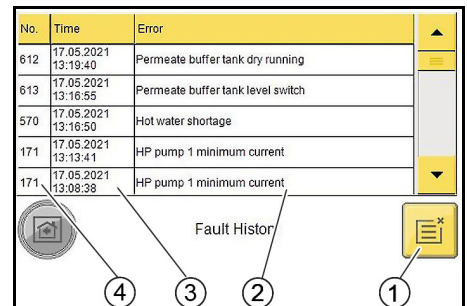 No. Time Error
612 17.05.2021 13:19:40 Permeate buffer tank dry running
613 17.05.2021 13:16:55 Permeate buffer tank level switch
570 17.05.2021 13:16:50 Hot water shortage
171 17.05.2021 13:13:41 HP pump 1 minimum current
171 17.05.2021 13:08:38 HP pump 1 minimum current
Fault Histor
4 3 2 1